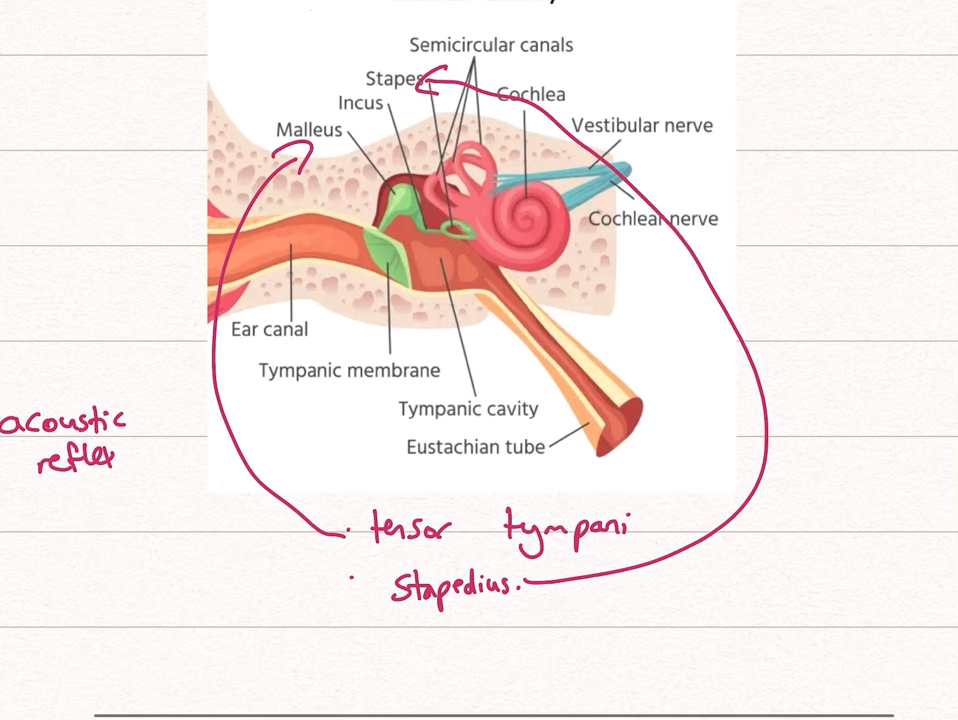 Semicircular canals
Stapes
Cochlea
Incus
Malleus
Vestibular nerve
Cochlear nerve
Ear canal
Tympanic membrane
Tympanic cavity
Eustachian tube
acoustic
reflex
· tensor tympani
· stapedius.